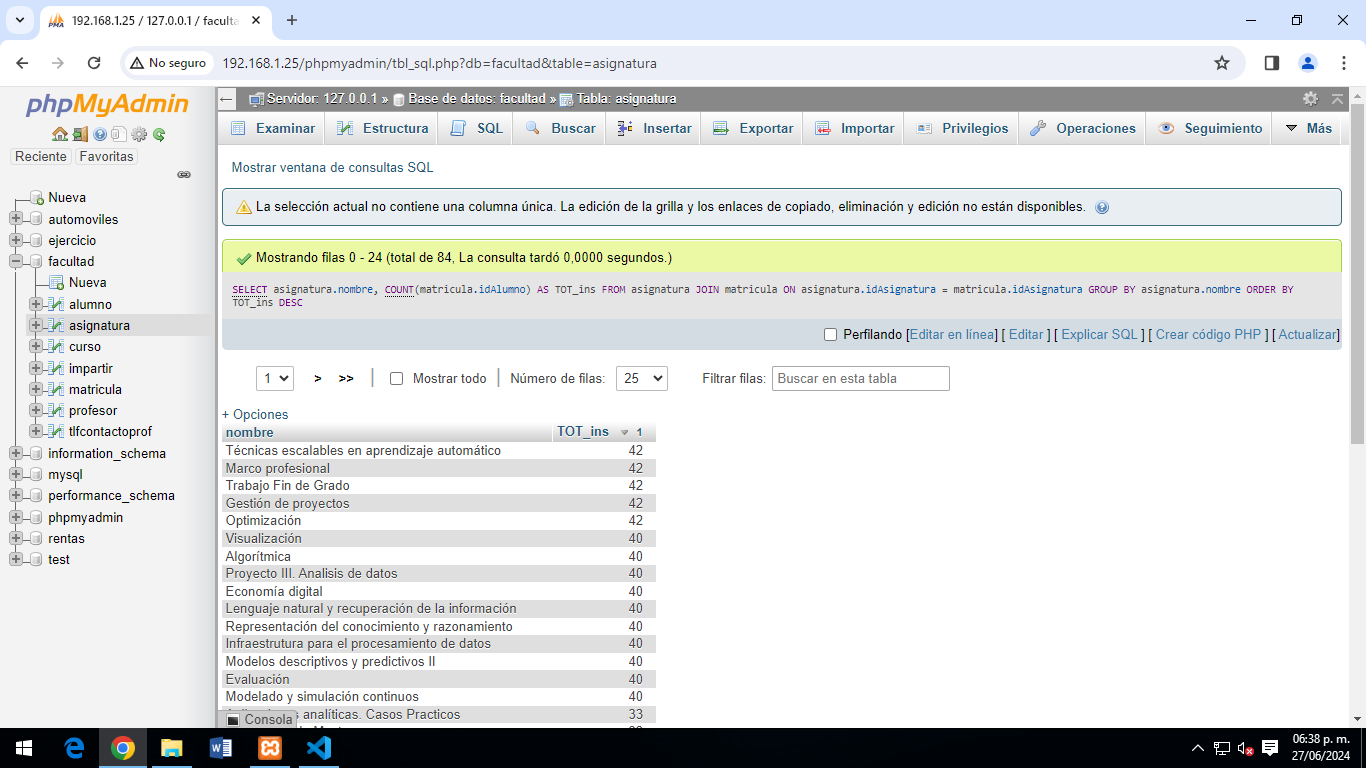 192.168.1.25 / 127.0.0.1 / faculta
No seguro
192.168.1.25/phpmyadmin/tbl_sql.php?db=facultad&table=asignatura
phpMyAdmin
Reciente Favoritas
Nueva
automoviles
ejercicio
facultad
Nueva
alumno
asignatura
curso
impartir
matricula
profesor
tlfcontactoprof
information_schema
mysql
performance_schema
phpmyadmin
rentas
test
Servidor: 127.0.0.1 » Base de datos: facultad » Tabla: asignatura
Examinar Estructura SQL Buscar Insertar Exportar Importar Privilegios Operaciones Seguimiento Más
Mostrar ventana de consultas SQL
La selección actual no contiene una columna única. La edición de la grilla y los enlaces de copiado, eliminación y edición no están disponibles.
Mostrando filas 0 - 24 (total de 84, La consulta tardó 0,0000 segundos.)
SELECT asignatura.nombre, COUNT(matricula.idAlumno) AS TOT_ins FROM asignatura JOIN matricula ON asignatura.idAsignatura = matricula.idAsignatura GROUP BY asignatura.nombre ORDER BY
TOT_ins DESC
Perfilando [Editar en línea] [ Editar ] [ Explicar SQL ] [ Crear código PHP ] [ Actualizar]
1 > >> | Mostrar todo | Número de filas: 25 Filtrar filas: Buscar en esta tabla
+ Opciones
nombre TOT_ins 1
Técnicas escalables en aprendizaje automático 42
Marco profesional 42
Trabajo Fin de Grado 42
Gestión de proyectos 42
Optimización 42
Visualización 40
Algorítmica 40
Proyecto III. Analisis de datos 40
Economía digital 40
Lenguaje natural y recuperación de la información 40
Representación del conocimiento y razonamiento 40
Infraestrutura para el procesamiento de datos 40
Modelos descriptivos y predictivos II 40
Evaluación 40
Modelado y simulación continuos 40
analíticas. Casos Practicos 33
Consola
06:38 p. m.
27/06/2024